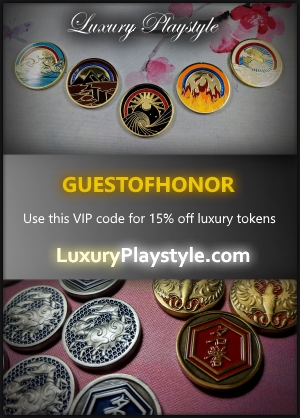 Luxury Playstyle
GUESTOFHONOR
Use this VIP code for 15% off luxury tokens
LuxuryPlaystyle.com